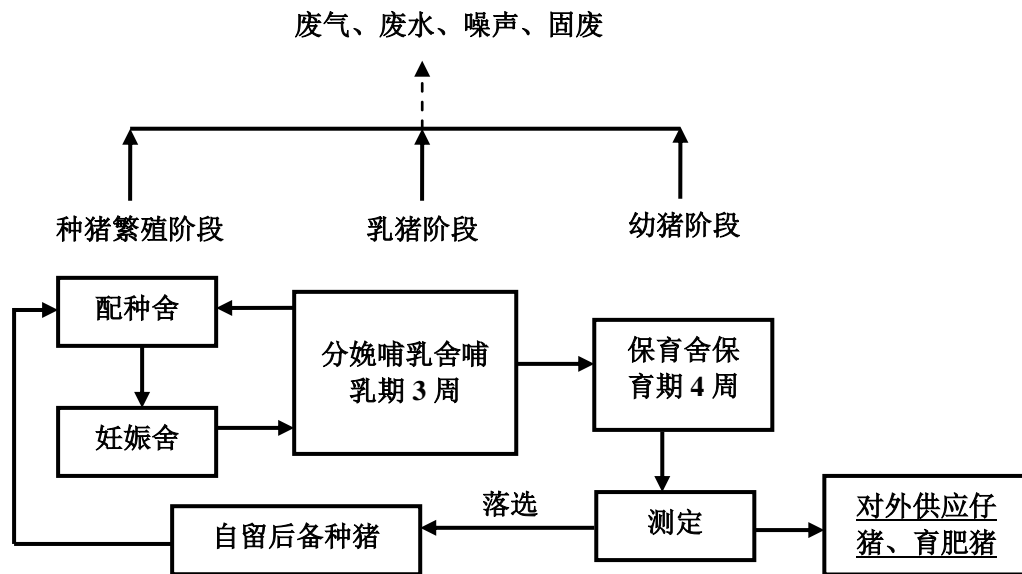 废气、废水、噪声、固废
种猪繁殖阶段
乳猪阶段
幼猪阶段
配种舍
分娩哺乳舍哺
乳期 3 周
保育舍保
育期 4 周
妊娠舍
落选
自留后备种猪
测定
对外供应仔
猪、育肥猪